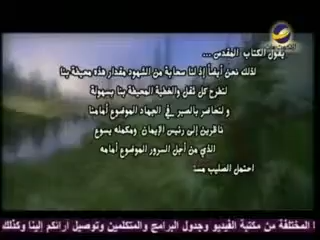 يقول الكتاب المقدس ...
لذلك نحن أيضاً إذ لنا سحابة من الشهود مقدار هذه محيطة بنا
لنطرح كل ثقل والخطية المحيطة بنا بسهولة
ولنحاضر بالصبر في الجهاد الموضوع أمامنا
ناظرين إلى رئيس الإيمان ومكمله يسوع
الذي من أجل السرور الموضوع أمامه
احتمل الصليب مست
المختلفة من مكتبة الفيديو وجدول البرامج والمتكلمين وتوصيل آرائكم إلينا وكذلك